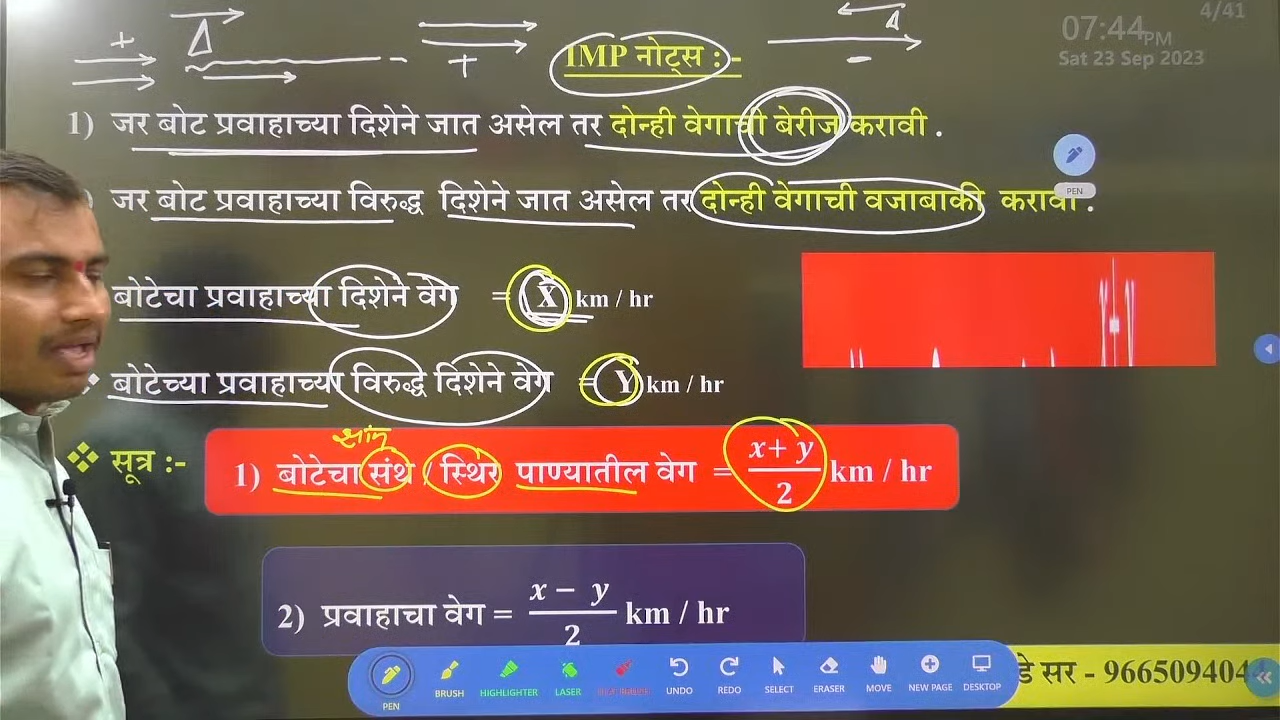 4/41
07:44PM
Sat 23 Sep 2023
+ + -
IMP नोट्स :-
1) जर बोट प्रवाहाच्या दिशेने जात असेल तर दोन्ही वेगाची बेरीज करावी .
) जर बोट प्रवाहाच्या विरुद्ध दिशेने जात असेल तर दोन्ही वेगाची वजाबाकी करावी .
PEN
बोटेचा प्रवाहाच्या दिशेने वेग = X km / hr
बोटेच्या प्रवाहाच्या विरुद्ध दिशेने वेग = Y km / hr
❖ सूत्र :-
1) बोटेचा संथ / स्थिर पाण्यातील वेग = x + y / 2 km / hr
2) प्रवाहाचा वेग = x − y / 2 km / hr
डे सर - 966509404
PEN BRUSH HIGHLIGHTER LASER UNDO REDO SELECT ERASER MOVE NEW PAGE DESKTOP